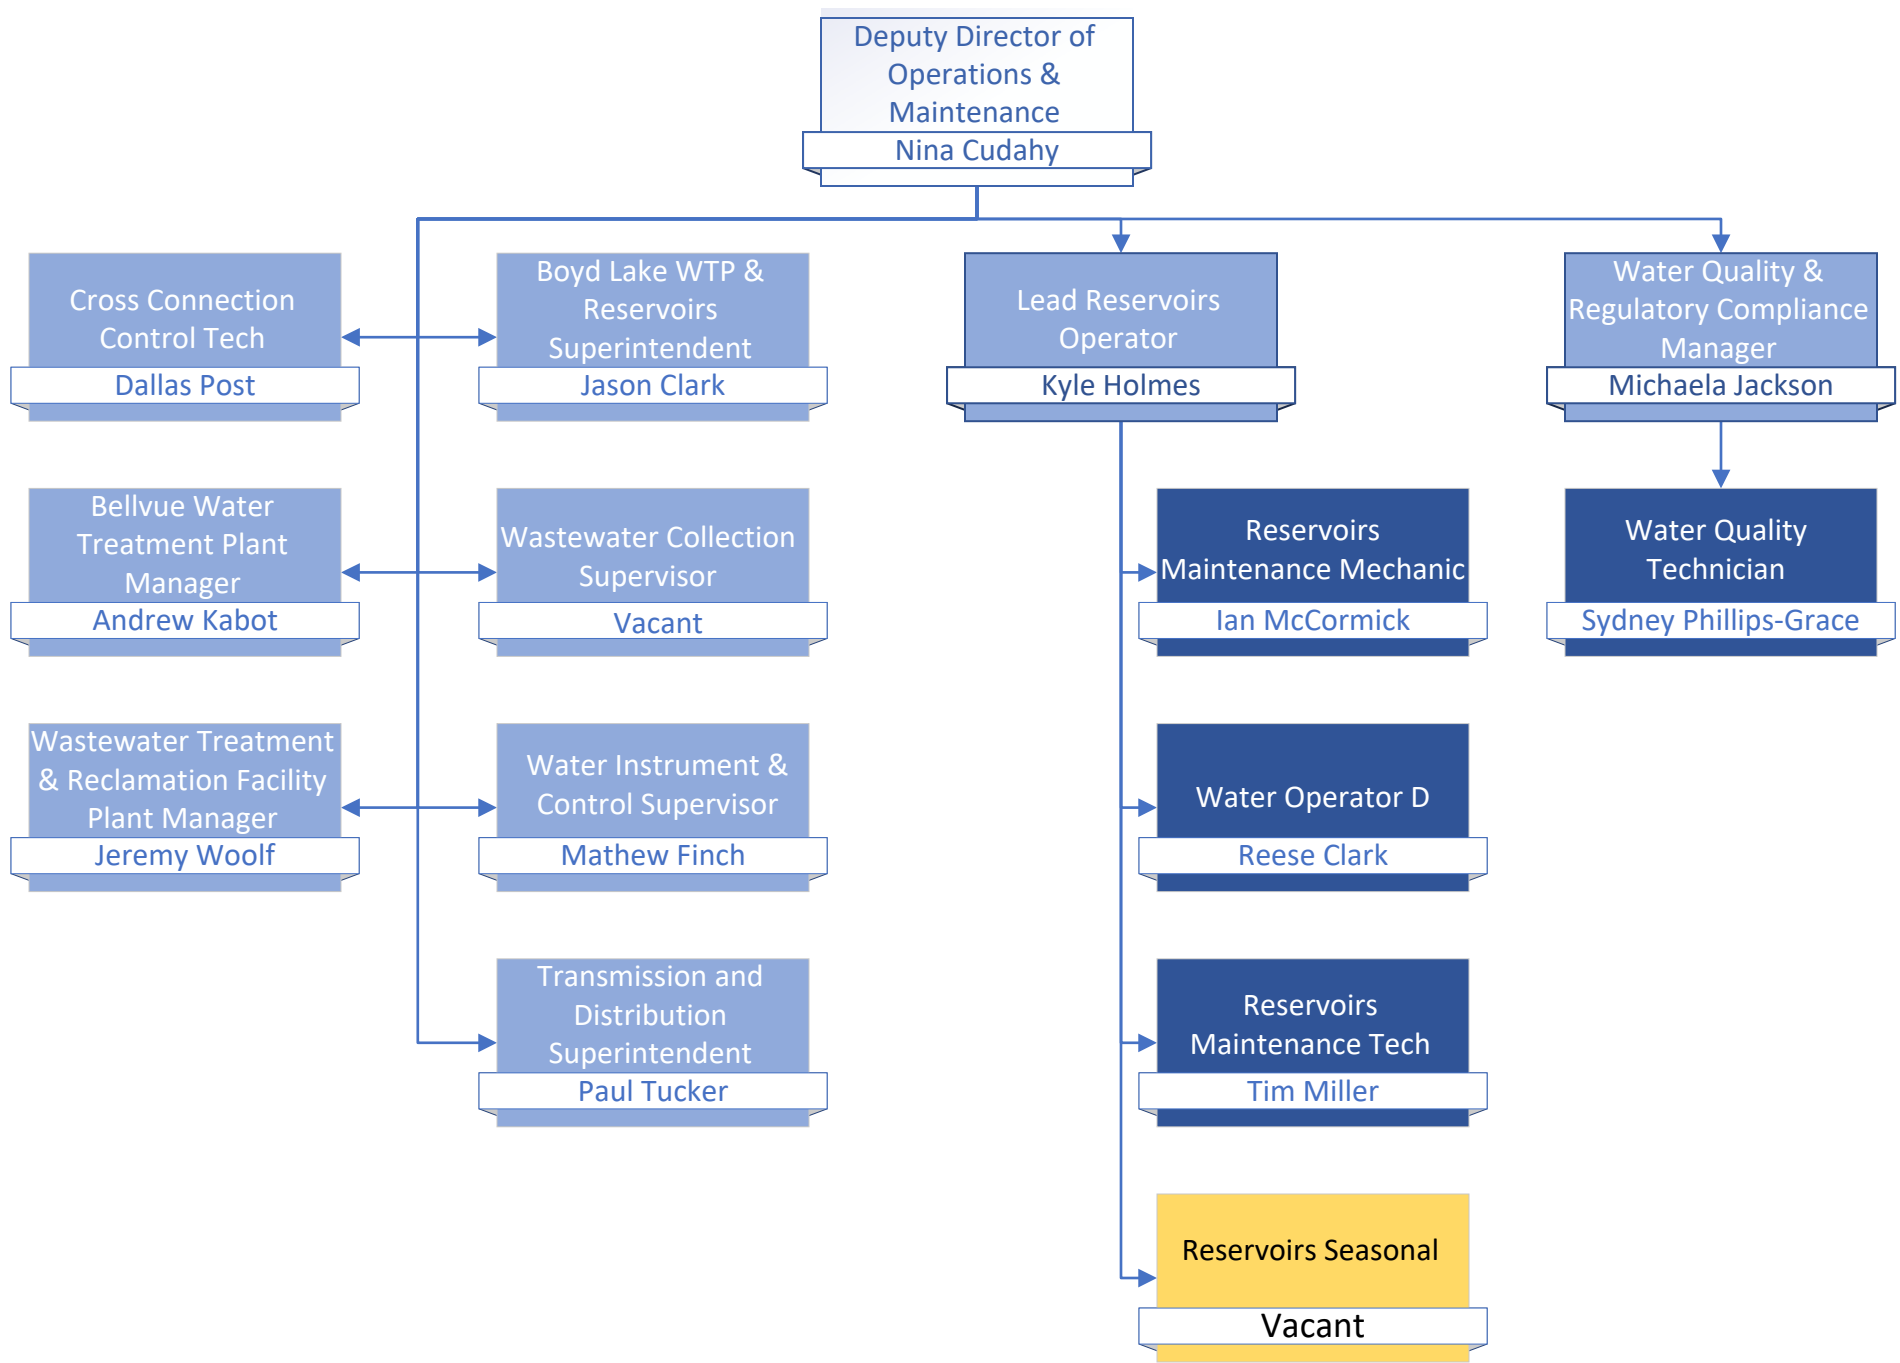 Deputy Director of
Operations &
Maintenance
Nina Cudahy
Cross Connection
Control Tech
Dallas Post
Boyd Lake WTP &
Reservoirs
Superintendent
Jason Clark
Lead Reservoirs
Operator
Kyle Holmes
Water Quality &
Regulatory Compliance
Manager
Michaela Jackson
Bellvue Water
Treatment Plant
Manager
Andrew Kabot
Wastewater Collection
Supervisor
Vacant
Reservoirs
Maintenance Mechanic
Ian McCormick
Water Quality
Technician
Sydney Phillips-Grace
Wastewater Treatment
& Reclamation Facility
Plant Manager
Jeremy Woolf
Water Instrument &
Control Supervisor
Mathew Finch
Water Operator D
Reese Clark
Transmission and
Distribution
Superintendent
Paul Tucker
Reservoirs
Maintenance Tech
Tim Miller
Reservoirs Seasonal
Vacant